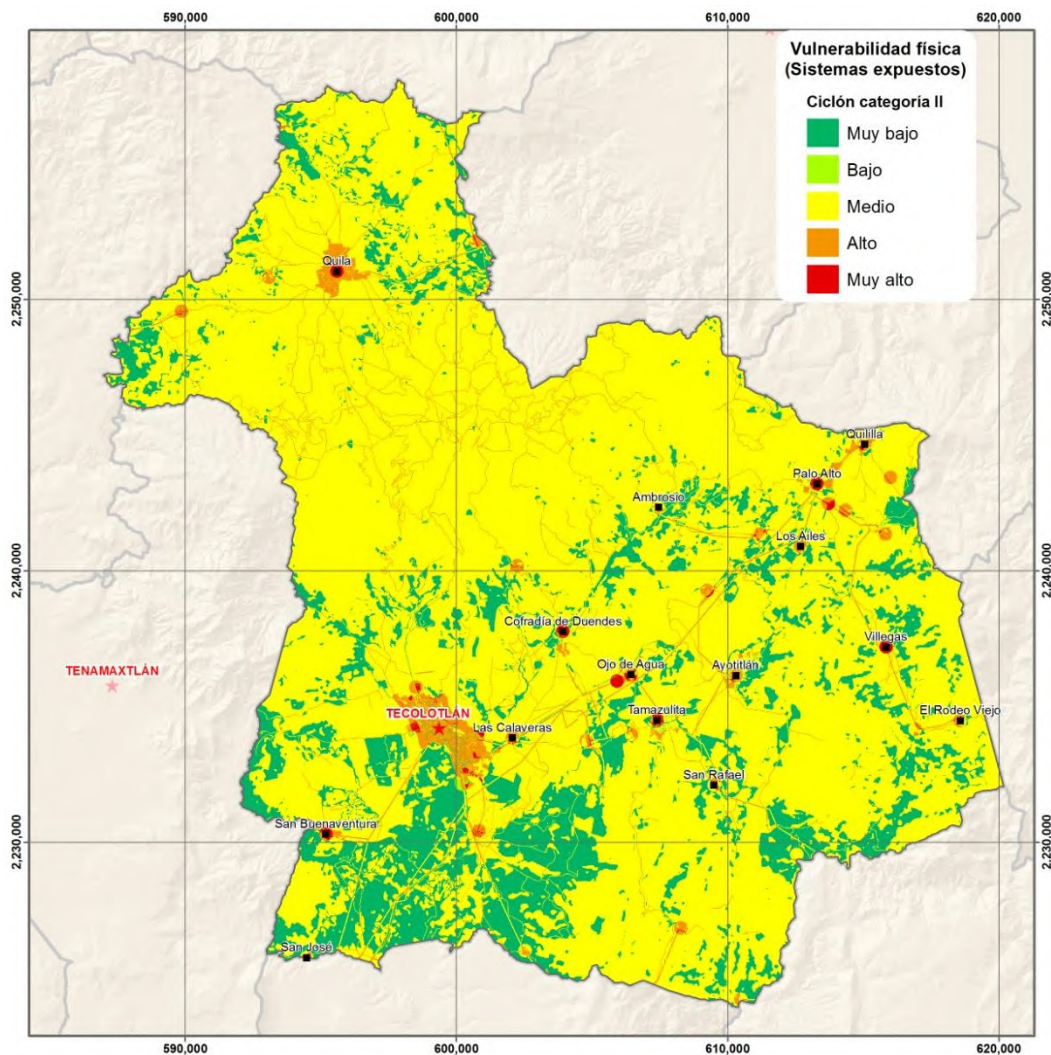 590,000
600,000
610,000
620,000
Vulnerabilidad física
(Sistemas expuestos)
Ciclón categoría II
Muy bajo
Bajo
Medio
Alto
Muy alto
Quila
2,250,000
2,250,000
Quililla
Palo Alto
Ambrosio
Los Ailes
2,240,000
2,240,000
Cofradía de Duendes
Villegas
TENAMAXTLÁN
Ojo de Agua
Ayotitlán
TECOLOTLÁN
Tamazulita
El Rodeo Viejo
Las Calaveras
San Rafael
San Buenaventura
2,230,000
2,230,000
San José
590,000
600,000
610,000
620,000